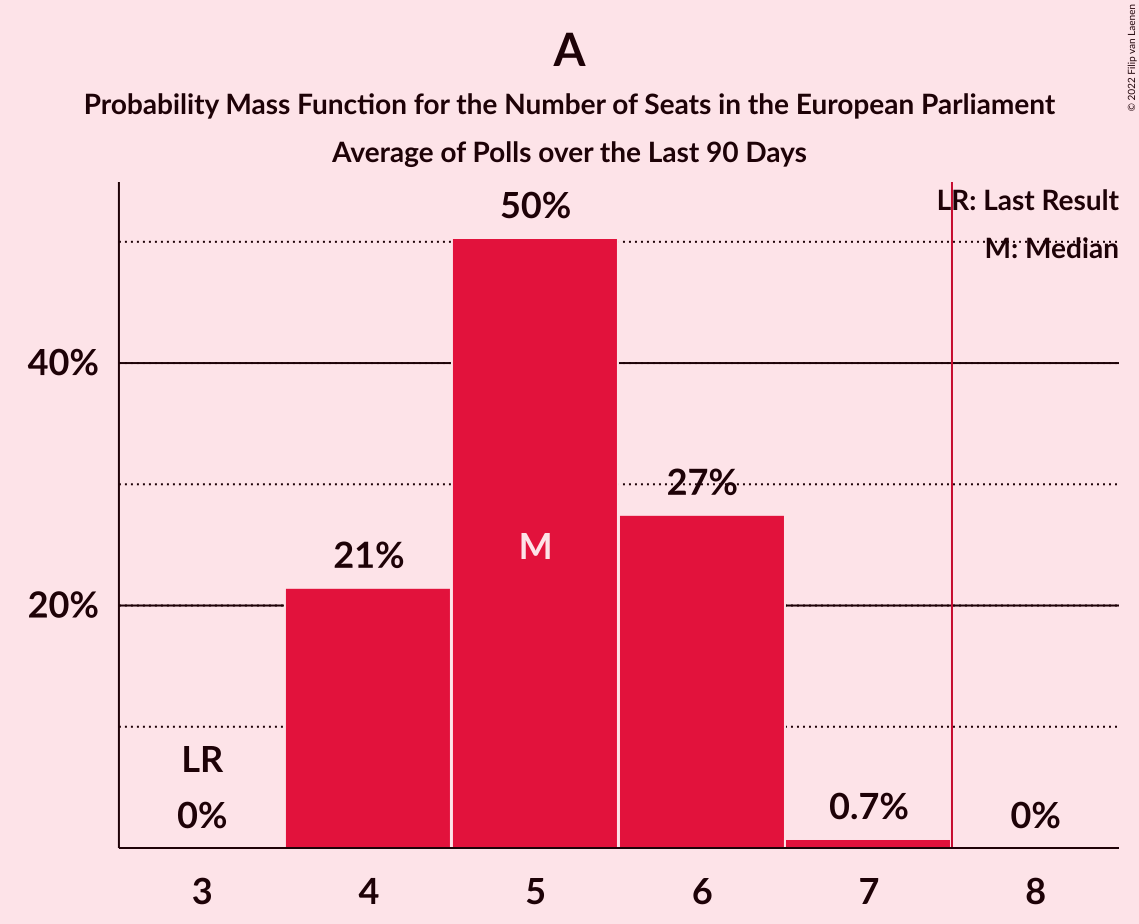 A
Probability Mass Function for the Number of Seats in the European Parliament
Average of Polls over the Last 90 Days
© 2022 Filip van Laenen
LR: Last Result
M: Median
50%
40%
27%
M
21%
20%
LR
0%
0.7%
0%
3 4 5 6 7 8